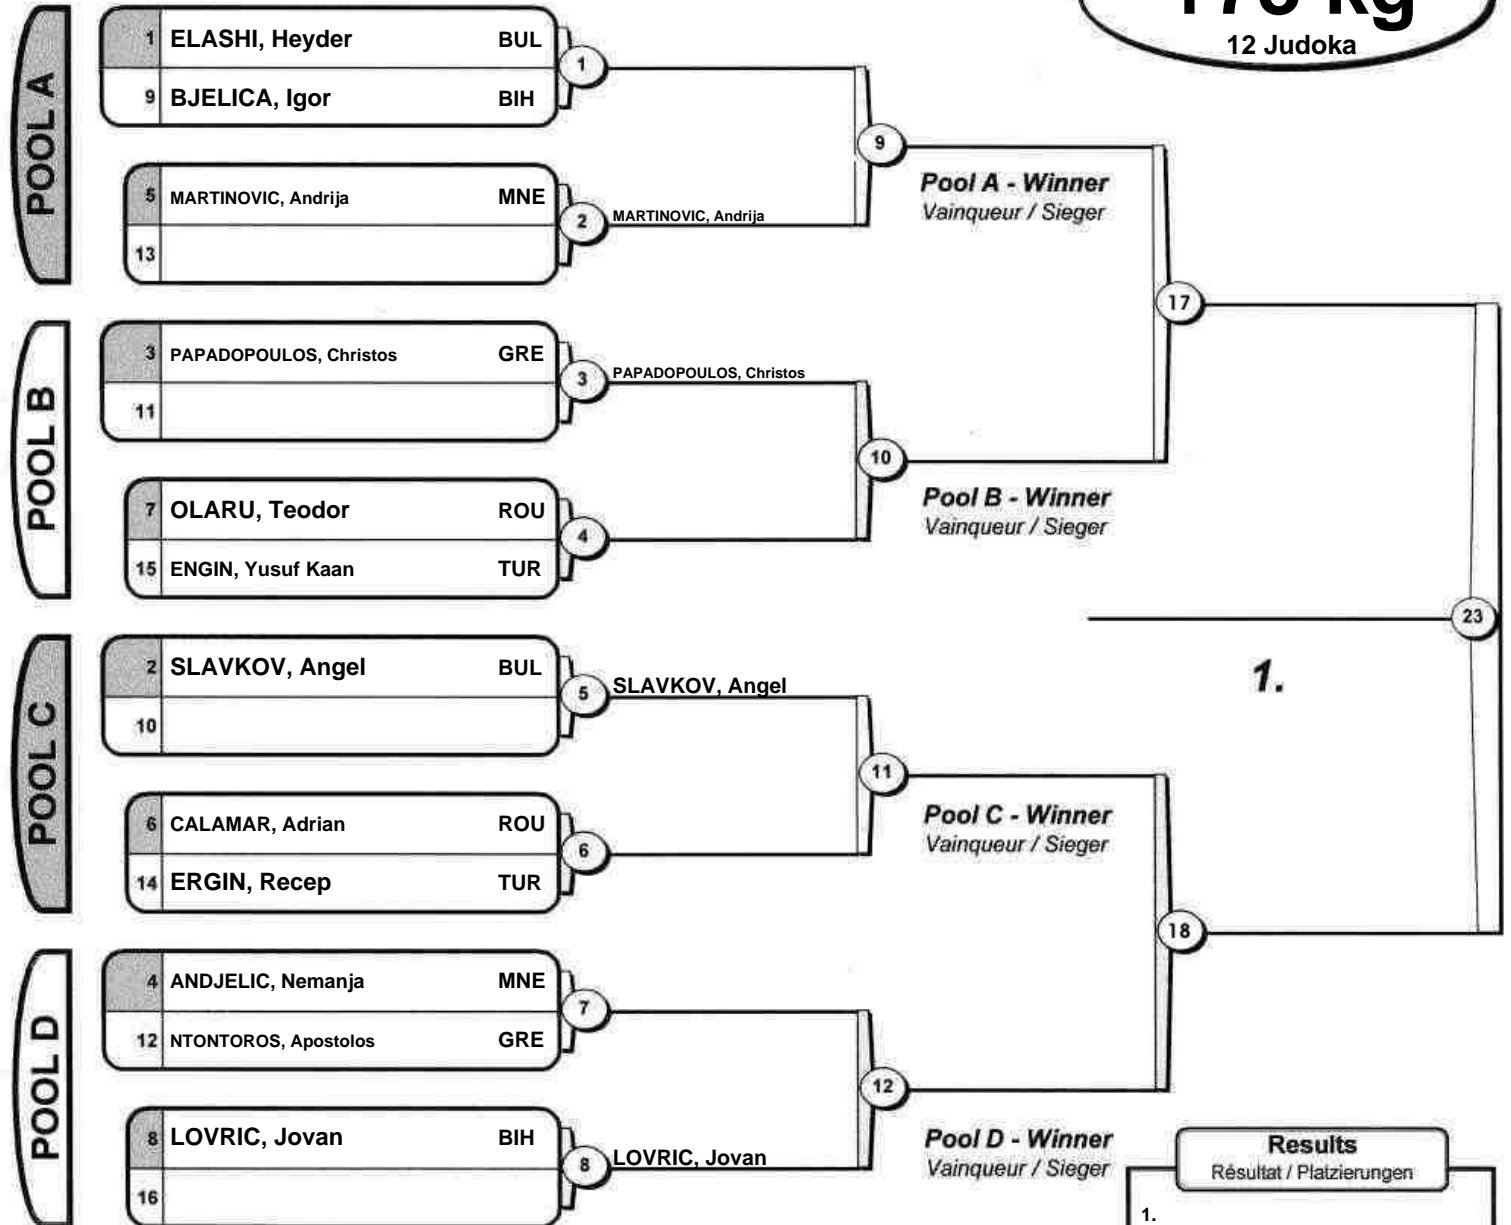 kg
12 Judoka
POOL A
1 ELASHI, Heyder BUL
9 BJELICA, Igor BIH
1
5 MARTINOVIC, Andrija MNE
13
2 MARTINOVIC, Andrija
9
Pool A - Winner
Vainqueur / Sieger
17
POOL B
3 PAPADOPOULOS, Christos GRE
11
3 PAPADOPOULOS, Christos
7 OLARU, Teodor ROU
15 ENGIN, Yusuf Kaan TUR
4
10
Pool B - Winner
Vainqueur / Sieger
23
1.
POOL C
2 SLAVKOV, Angel BUL
10
5 SLAVKOV, Angel
6 CALAMAR, Adrian ROU
14 ERGIN, Recep TUR
6
11
Pool C - Winner
Vainqueur / Sieger
18
POOL D
4 ANDJELIC, Nemanja MNE
12 NTONTOROS, Apostolos GRE
7
8 LOVRIC, Jovan BIH
16
8 LOVRIC, Jovan
12
Pool D - Winner
Vainqueur / Sieger
Results
Résultat / Platzierungen
1.